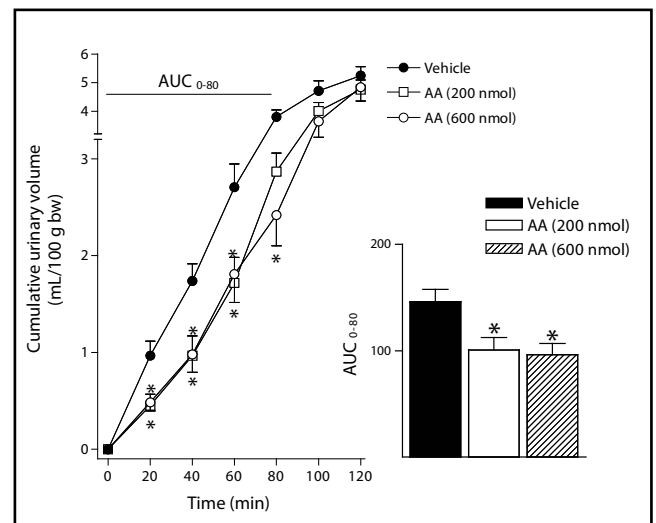 6
5
4
3
2
1
0
Cumulative urinary volume
(mL/100 g bw)
AUC 0-80
Vehicle
AA (200 nmol)
AA (600 nmol)
*
*
*
*
*
*
*
0 20 40 60 80 100 120
Time (min)
Vehicle
AA (200 nmol)
AA (600 nmol)
200
100
AUC 0-80
* *